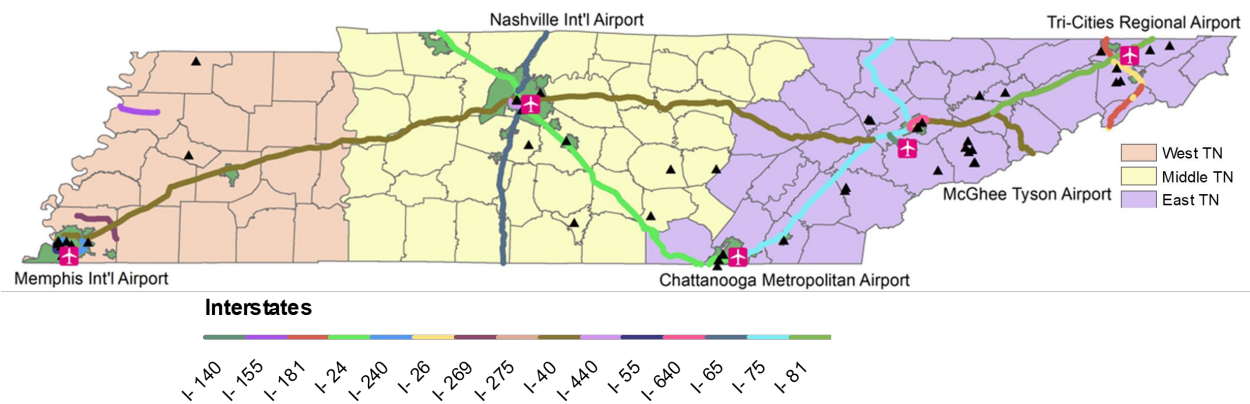 Nashville Int'l Airport
Tri-Cities Regional Airport
West TN
Middle TN
East TN
McGhee Tyson Airport
Memphis Int'l Airport
Chattanooga Metropolitan Airport
Interstates
I- 140
I- 155
I- 181
I- 24
I- 240
I- 26
I- 269
I- 275
I- 40
I- 440
I- 55
I- 640
I- 65
I- 75
I- 81